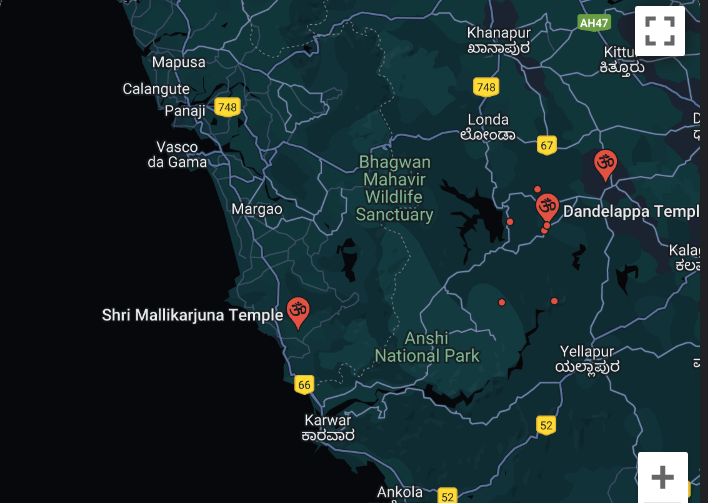 AH47
Khanapur
ಖಾನಾಪುರ
Kittu
ಕಿತ್ತೂರು
Mapusa
Calangute
Panaji
748
748
Londa
ಲೋಂಡಾ
67
Vasco
da Gama
Bhagwan
Mahavir
Wildlife
Sanctuary
Margao
ॐ
ॐ
Dandelappa Templ
Kala
ಕಲ
Shri Mallikarjuna Temple
ॐ
Anshi
National Park
Yellapur
ಯಲ್ಲಾಪುರ
66
Karwar
ಕಾರವಾರ
52
Ankola
52